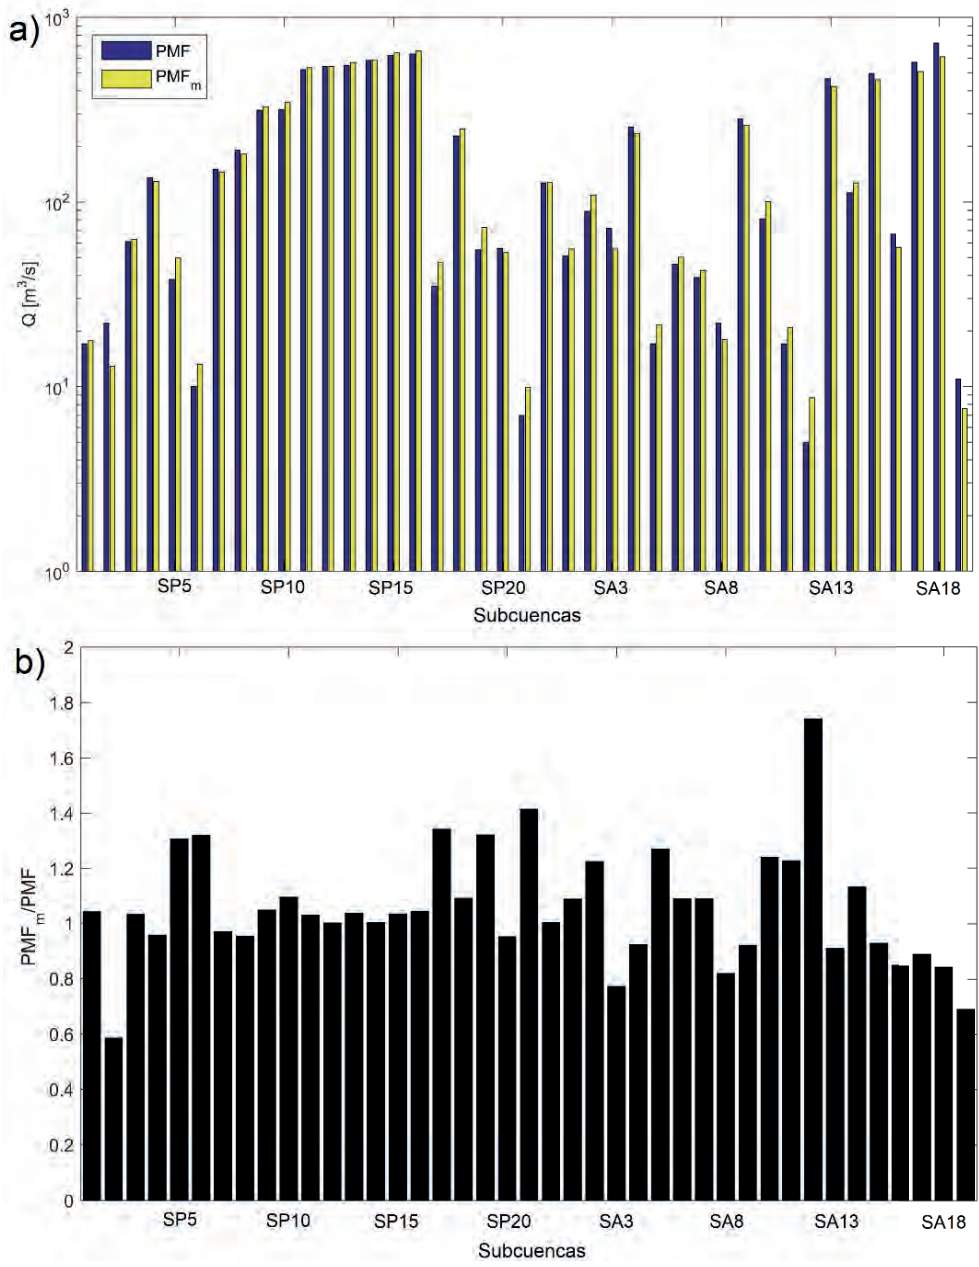 a)
10³
PMF
PMFₘ
10²
10¹
10⁰
Q [m³/s]
SP5 SP10 SP15 SP20 SA3 SA8 SA13 SA18
Subcuencas
b)
2
1.8
1.6
1.4
1.2
1
0.8
0.6
0.4
0.2
0
PMFₘ/PMF
SP5 SP10 SP15 SP20 SA3 SA8 SA13 SA18
Subcuencas